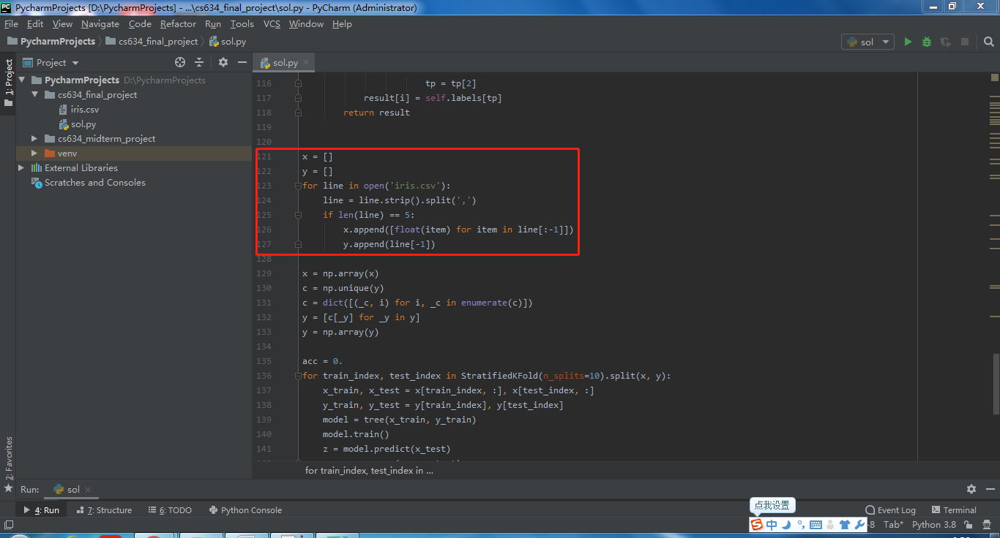 PycharmProjects [D:\PycharmProjects] - ...\cs634_final_project\sol.py - PyCharm (Administrator)
File Edit View Navigate Code Refactor Run Tools VCS Window Help
PycharmProjects cs634_final_project sol.py sol
1: Project
Project
sol.py
PycharmProjects D:\PycharmProjects
cs634_final_project
iris.csv
sol.py
cs634_midterm_project
venv
External Libraries
Scratches and Consoles
116 tp = tp[2]
117 result[i] = self.labels[tp]
118 return result
119
120
121 x = []
122 y = []
123 for line in open('iris.csv'):
124 line = line.strip().split(',')
125 if len(line) == 5:
126 x.append([float(item) for item in line[:-1]])
127 y.append(line[-1])
128
129 x = np.array(x)
130 c = np.unique(y)
131 c = dict([(_c, i) for i, _c in enumerate(c)])
132 y = [c[_y] for _y in y]
133 y = np.array(y)
134
135 acc = 0.
136 for train_index, test_index in StratifiedKFold(n_splits=10).split(x, y):
137 x_train, x_test = x[train_index, :], x[test_index, :]
138 y_train, y_test = y[train_index], y[test_index]
139 model = tree(x_train, y_train)
140 model.train()
141 z = model.predict(x_test)
for train_index, test_index in ...
2: Favorites
Run: sol
4: Run 7: Structure 6: TODO Python Console Event Log Terminal
点我设置
中
-8 Tab* Python 3.8